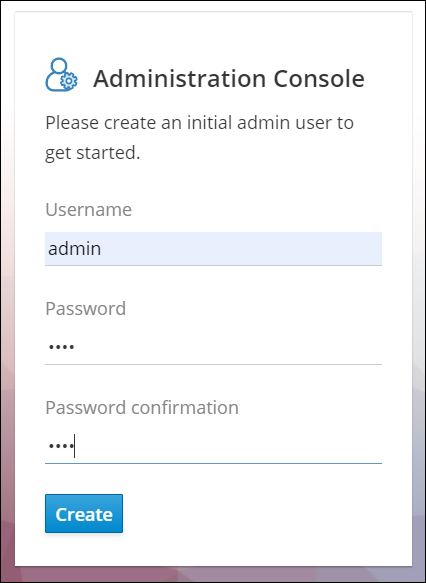 Administration Console
Please create an initial admin user to
get started.
Username
admin
Password
••••
Password confirmation
••••
Create